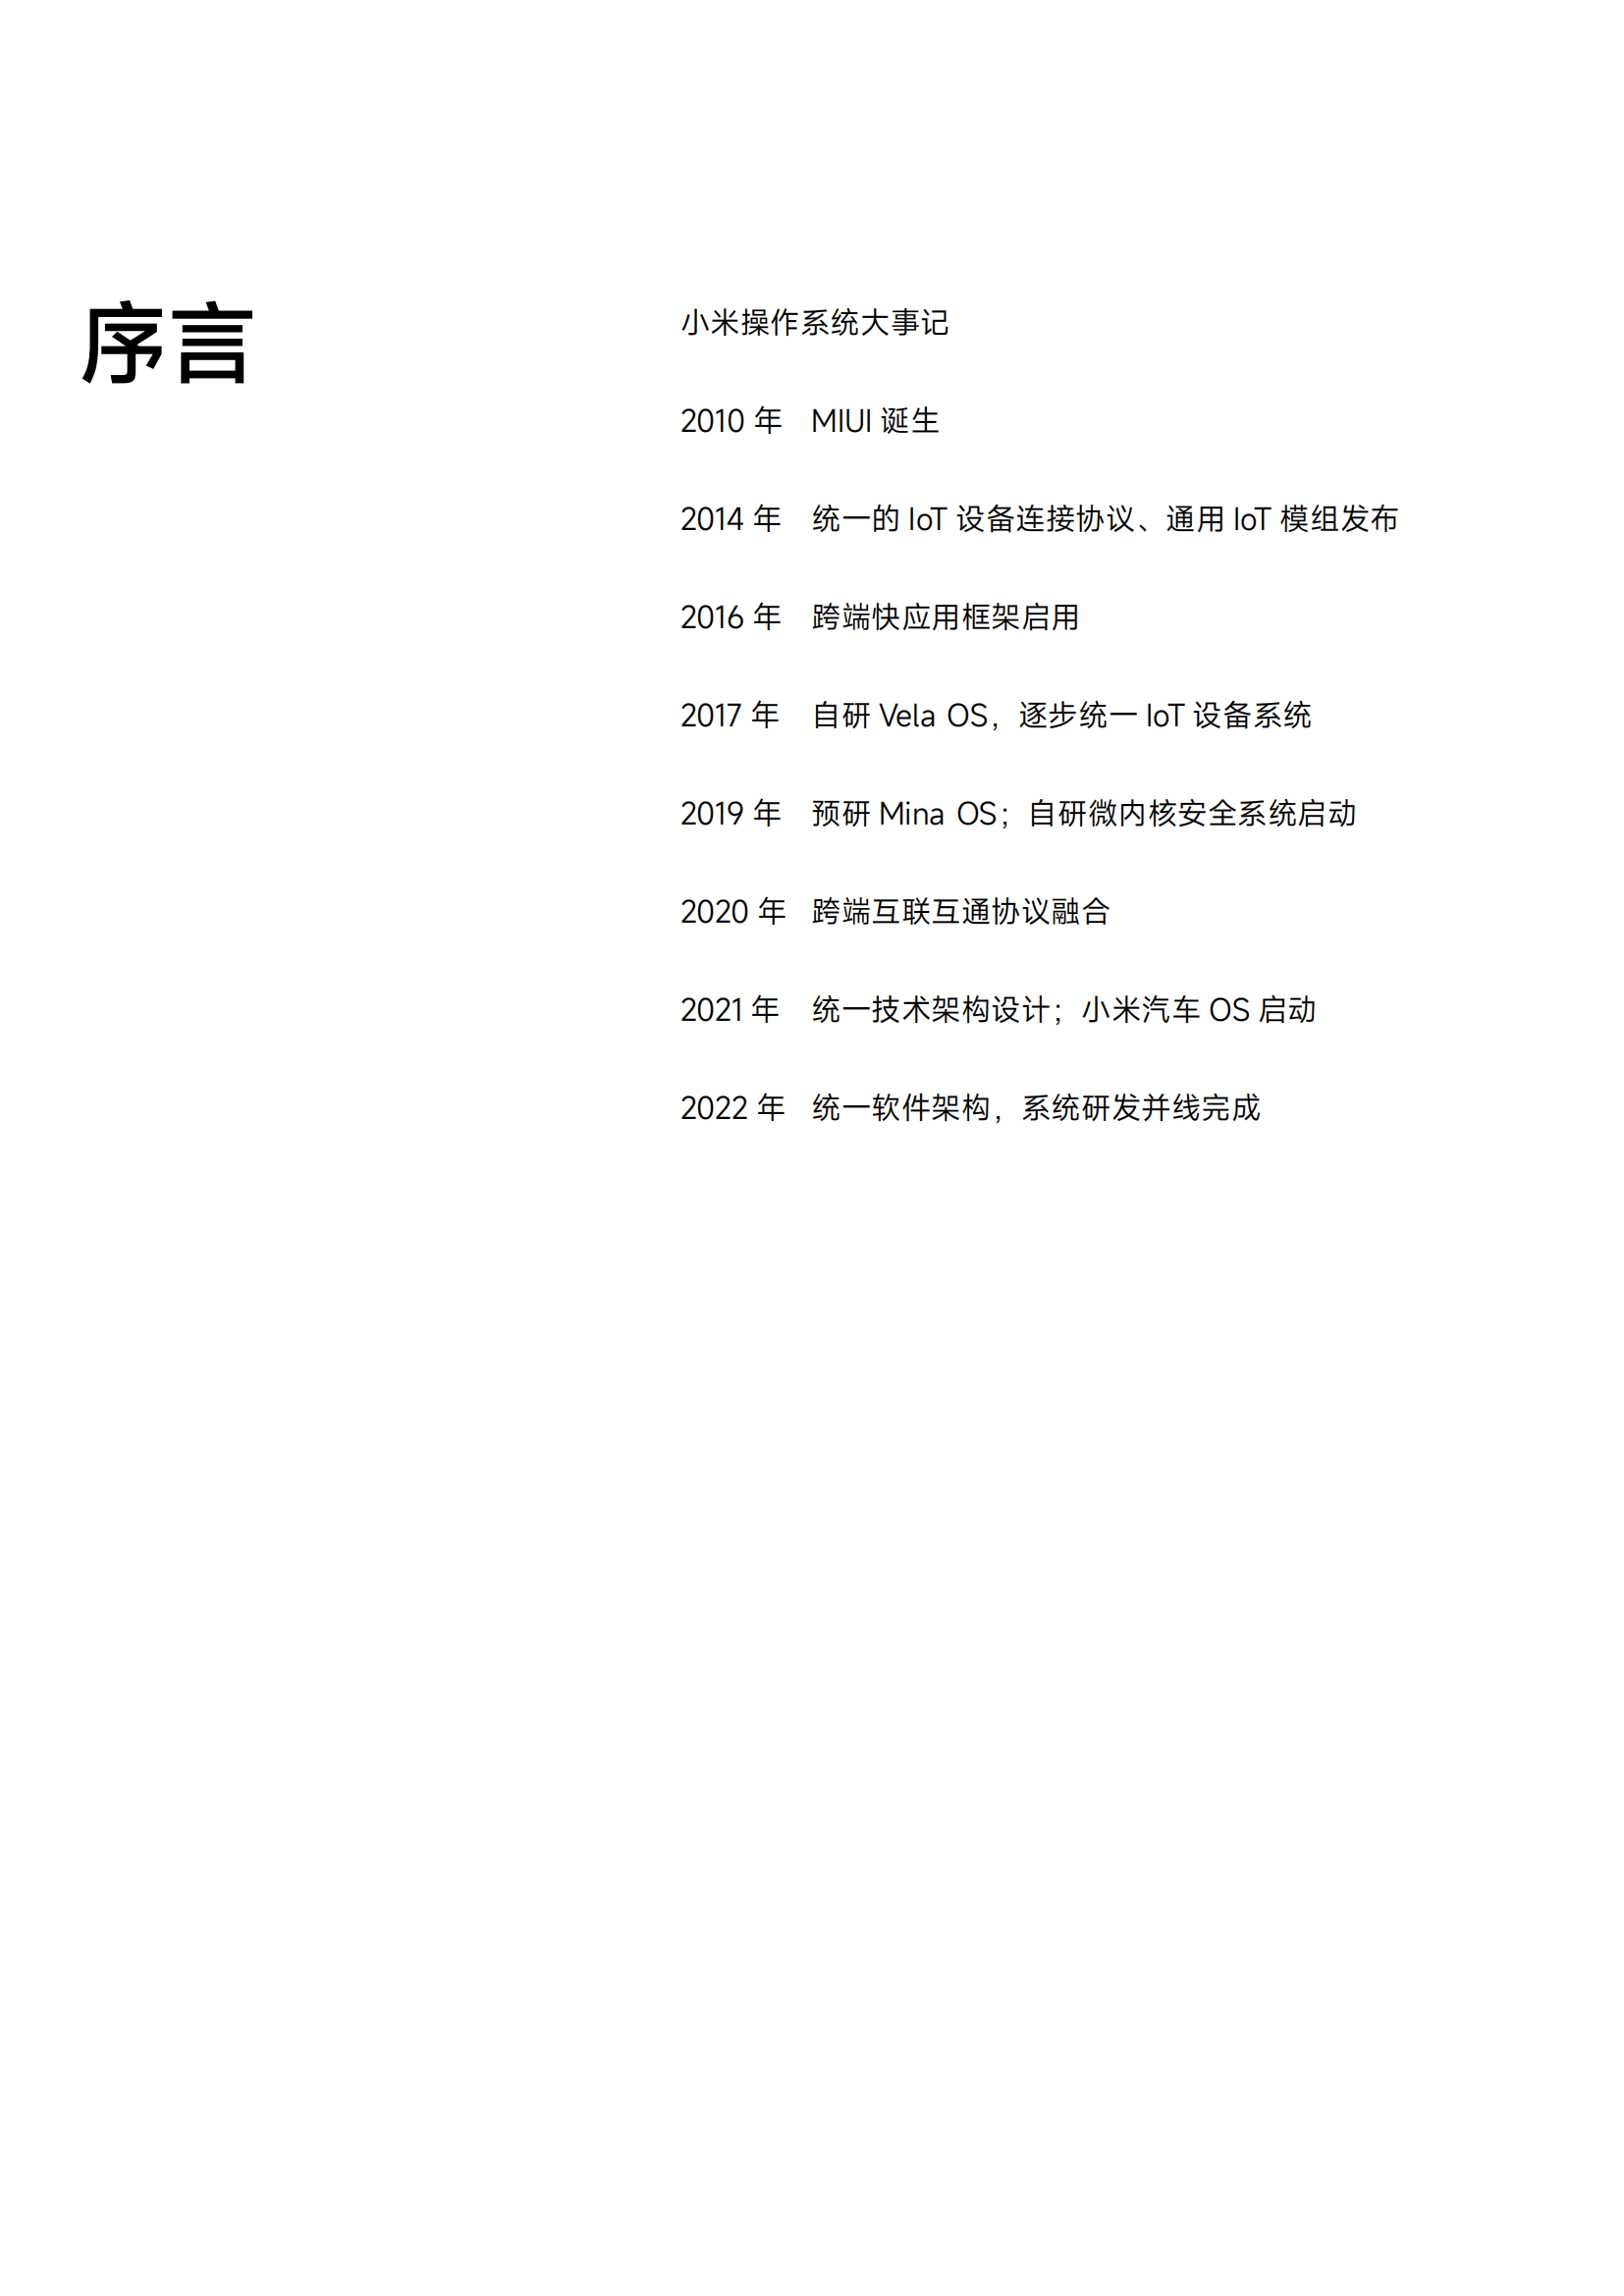 序言
小米操作系统大事记
2010 年 MIUI 诞生
2014 年 统一的 IoT 设备连接协议、通用 IoT 模组发布
2016 年 跨端快应用框架启用
2017 年 自研 Vela OS，逐步统一 IoT 设备系统
2019 年 预研 Mina OS；自研微内核安全系统启动
2020 年 跨端互联互通协议融合
2021 年 统一技术架构设计；小米汽车 OS 启动
2022 年 统一软件架构，系统研发并线完成